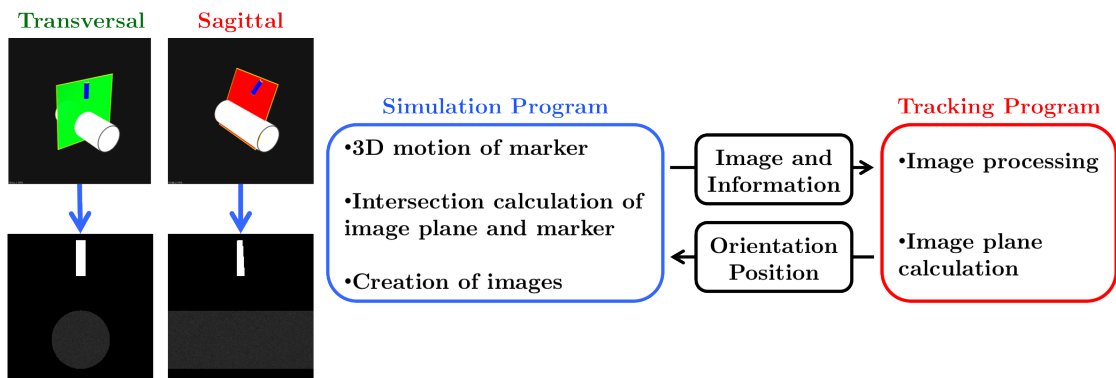 Transversal
Sagittal
Simulation Program
•3D motion of marker
•Intersection calculation of
image plane and marker
•Creation of images
Image and
Information
Orientation
Position
Tracking Program
•Image processing
•Image plane
calculation